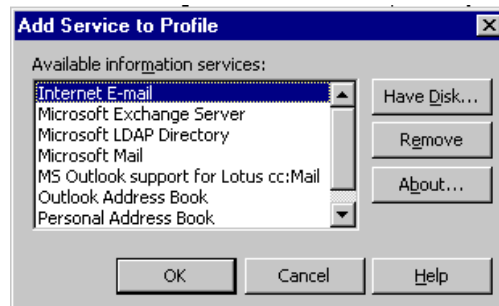 Add Service to Profile
Available information services:
Internet E-mail
Microsoft Exchange Server
Microsoft LDAP Directory
Microsoft Mail
MS Outlook support for Lotus cc:Mail
Outlook Address Book
Personal Address Book
Have Disk...
Remove
About...
OK
Cancel
Help